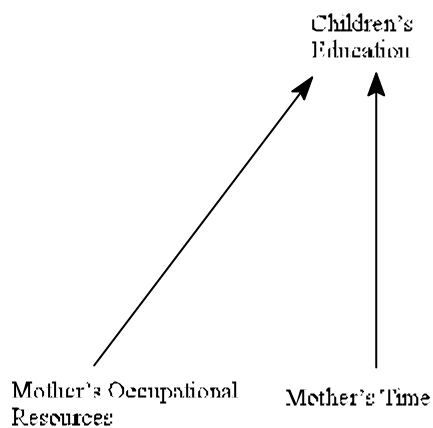 Children's
Education
Mother's Occupational
Resources
Mother's Time